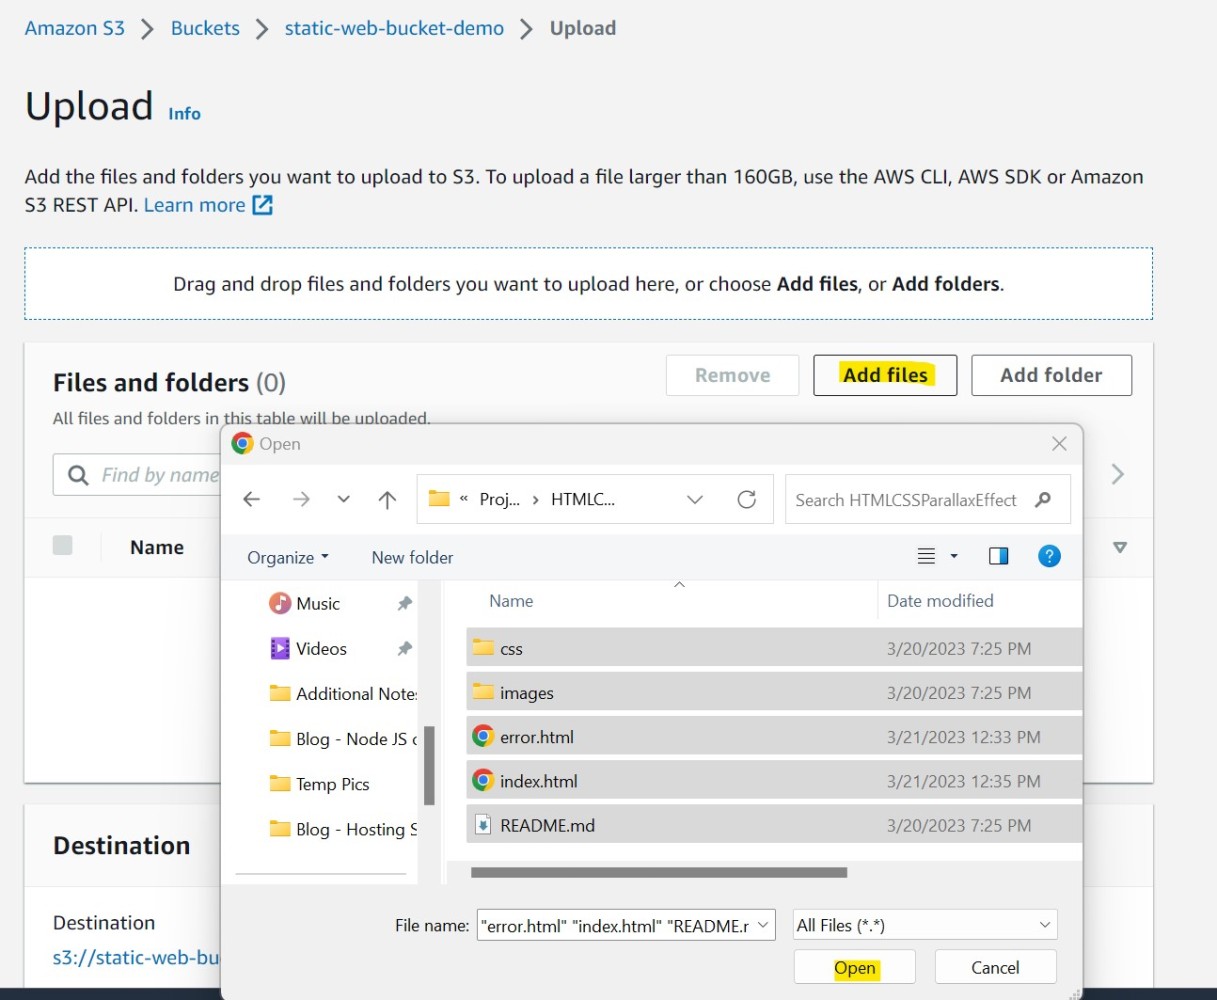 Amazon S3 > Buckets > static-web-bucket-demo > Upload
Upload Info
Add the files and folders you want to upload to S3. To upload a file larger than 160GB, use the AWS CLI, AWS SDK or Amazon
S3 REST API. Learn more
Drag and drop files and folders you want to upload here, or choose Add files, or Add folders.
Files and folders (0)
Remove
Add files
Add folder
All files and folders in this table will be uploaded.
Find by name
Name
Open
« Proj... > HTMLC...
Search HTMLCSSParallaxEffect
Organize
New folder
Music
Videos
Additional Notes
Blog - Node JS
Temp Pics
Blog - Hosting S
Name Date modified
css 3/20/2023 7:25 PM
images 3/20/2023 7:25 PM
error.html 3/21/2023 12:33 PM
index.html 3/21/2023 12:35 PM
README.md 3/20/2023 7:25 PM
File name: "error.html" "index.html" "README.r
All Files (*.*)
Open
Cancel
Destination
Destination
s3://static-web-bu